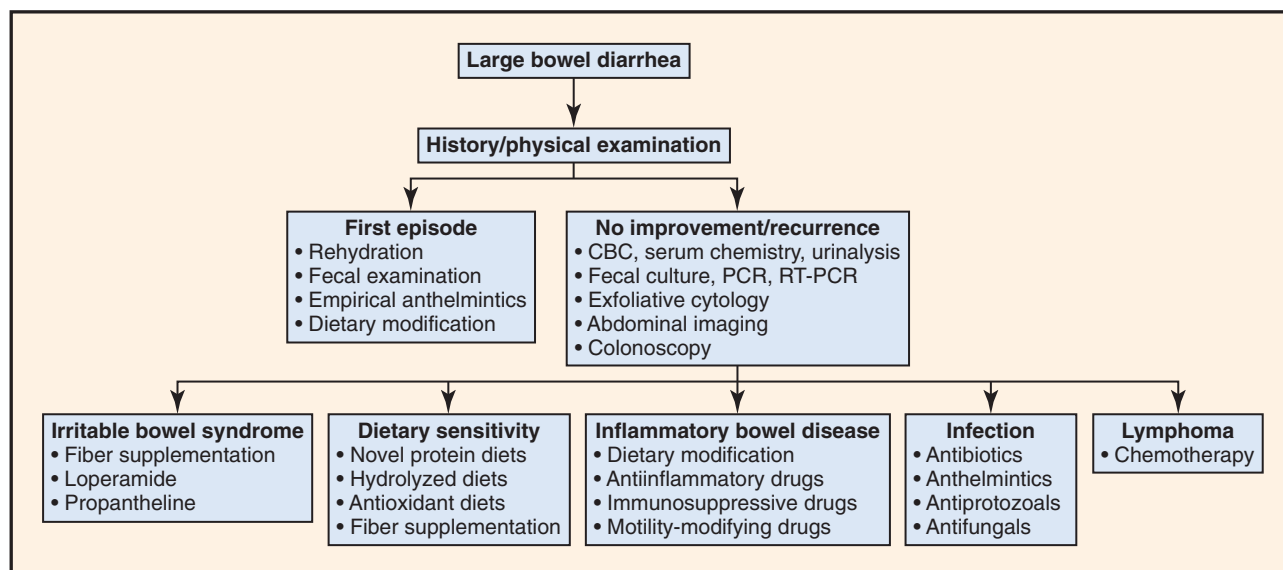 Large bowel diarrhea
History/physical examination
First episode
• Rehydration
• Fecal examination
• Empirical anthelmintics
• Dietary modification
No improvement/recurrence
• CBC, serum chemistry, urinalysis
• Fecal culture, PCR, RT-PCR
• Exfoliative cytology
• Abdominal imaging
• Colonoscopy
Irritable bowel syndrome
• Fiber supplementation
• Loperamide
• Propantheline
Dietary sensitivity
• Novel protein diets
• Hydrolyzed diets
• Antioxidant diets
• Fiber supplementation
Inflammatory bowel disease
• Dietary modification
• Antiinflammatory drugs
• Immunosuppressive drugs
• Motility-modifying drugs
Infection
• Antibiotics
• Anthelmintics
• Antiprotozoals
• Antifungals
Lymphoma
• Chemotherapy